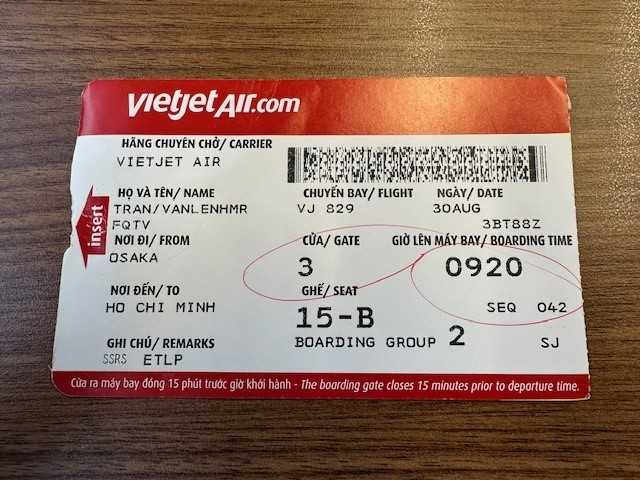 vietjetAir.com
HÃNG CHUYÊN CHỞ/ CARRIER
VIETJET AIR
HỌ VÀ TÊN/ NAME CHUYẾN BAY/ FLIGHT NGÀY/ DATE
TRAN/VANLENHMR VJ 829 30AUG
FQTV 3BT88Z
insert
NƠI ĐI/ FROM CỬA/ GATE GIỜ LÊN MÁY BAY/ BOARDING TIME
OSAKA 3 0920
NƠI ĐẾN/ TO GHẾ/ SEAT
HO CHI MINH 15-B SEQ 042
GHI CHÚ/ REMARKS BOARDING GROUP 2 SJ
SSRS ETLP
Cửa ra máy bay đóng 15 phút trước giờ khởi hành - The boarding gate closes 15 minutes prior to departure time.